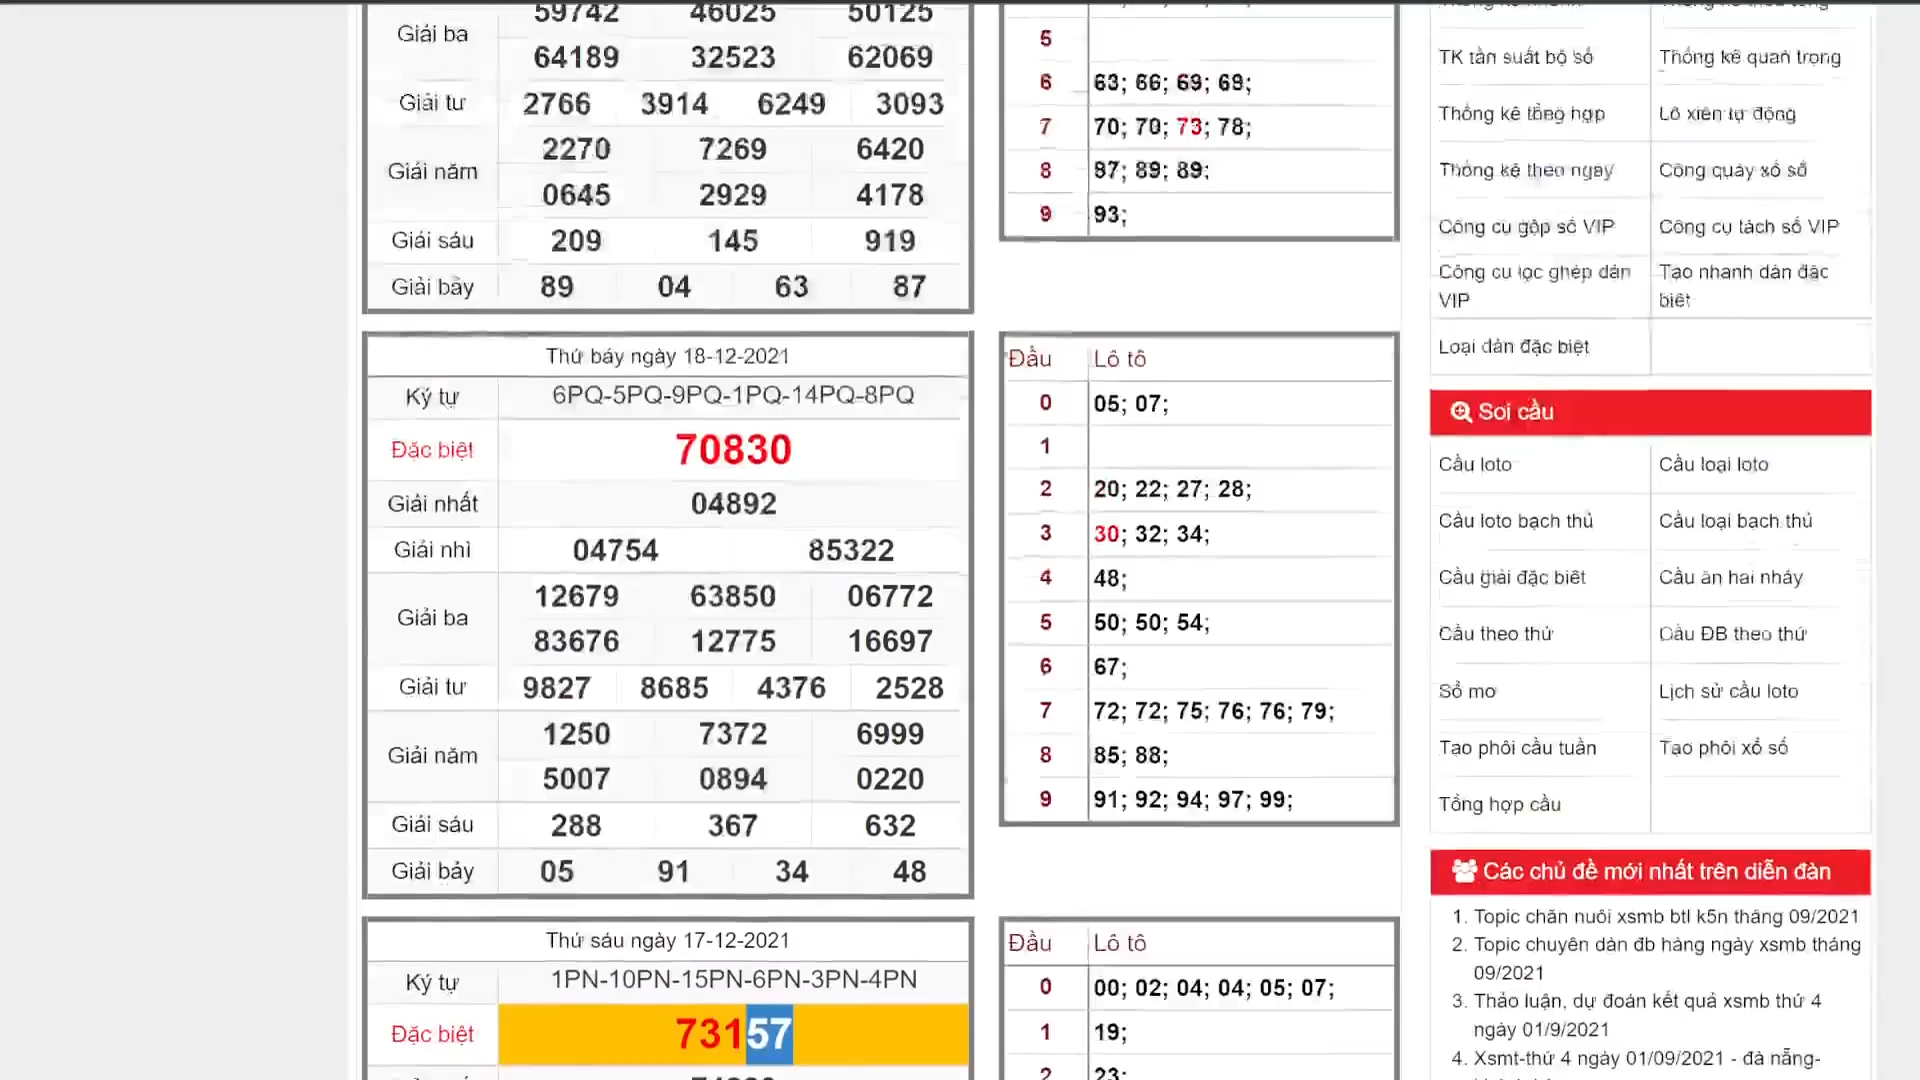 59742 46025 50125
Giải ba
64189 32523 62069
Giải tư 2766 3914 6249 3093
2270 7269 6420
Giải năm
0645 2929 4178
Giải sáu 209 145 919
Giải bảy 89 04 63 87
5
6 63; 66; 69; 69;
7 70; 70; 73; 78;
8 87; 89; 89;
9 93;
Thứ bảy ngày 18-12-2021
Ký tự 6PQ-5PQ-9PQ-1PQ-14PQ-8PQ
Đặc biệt 70830
Giải nhất 04892
Giải nhì 04754 85322
12679 63850 06772
Giải ba
83676 12775 16697
Giải tư 9827 8685 4376 2528
1250 7372 6999
Giải năm
5007 0894 0220
Giải sáu 288 367 632
Giải bảy 05 91 34 48
Đầu Lô tô
0 05; 07;
1
2 20; 22; 27; 28;
3 30; 32; 34;
4 48;
5 50; 50; 54;
6 67;
7 72; 72; 75; 76; 76; 79;
8 85; 88;
9 91; 92; 94; 97; 99;
Thứ sáu ngày 17-12-2021
Ký tự 1PN-10PN-15PN-6PN-3PN-4PN
Đặc biệt 73157
Đầu Lô tô
0 00; 02; 04; 04; 05; 07;
1 19;
2 23;
TK tần suất bộ số Thống kê quan trọng
Thống kê tổng hợp Lô xiên tự động
Thống kê theo ngày Công quay xổ số
Công cụ gộp số VIP Công cụ tách số VIP
Công cụ lọc ghép dàn VIP Tạo nhanh dàn đặc biệt
Loại dàn đặc biệt
Soi cầu
Cầu loto Cầu loại loto
Cầu loto bạch thủ Cầu loại bạch thủ
Cầu giải đặc biệt Cầu ăn hai nháy
Cầu theo thứ Cầu ĐB theo thứ
Sổ mơ Lịch sử cầu loto
Tạo phôi cầu tuần Tạo phôi xổ số
Tổng hợp cầu
Các chủ đề mới nhất trên diễn đàn
1. Topic chăn nuôi xsmb btl k5n tháng 09/2021
2. Topic chuyên dàn đb hàng ngày xsmb tháng
09/2021
3. Thảo luận, dự đoán kết quả xsmb thứ 4
ngày 01/9/2021
4. Xsmt-thứ 4 ngày 01/09/2021 - đà nẵng-